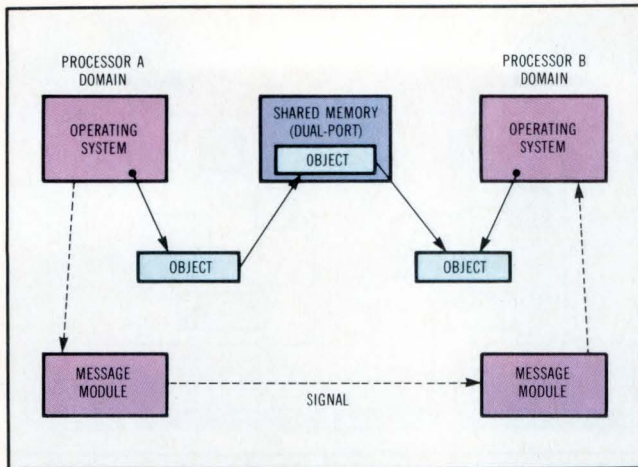 PROCESSOR A
DOMAIN
PROCESSOR B
DOMAIN
OPERATING
SYSTEM
SHARED MEMORY
(DUAL-PORT)
OBJECT
OPERATING
SYSTEM
OBJECT
OBJECT
MESSAGE
MODULE
SIGNAL
MESSAGE
MODULE